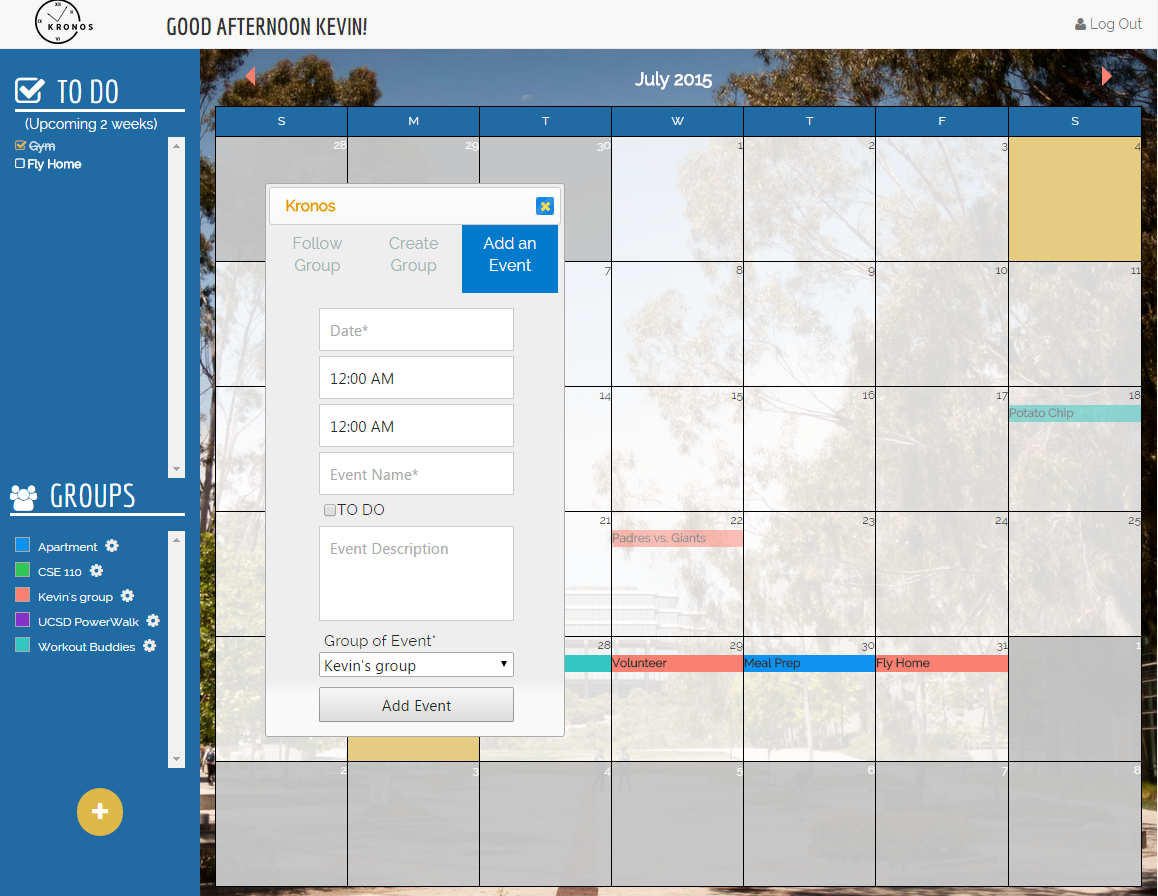 XII
III
IX
KRONOS
VI
GOOD AFTERNOON KEVIN!
Log Out
TO DO
(Upcoming 2 weeks)
Gym
Fly Home
GROUPS
Apartment
CSE 110
Kevin's group
UCSD PowerWalk
Workout Buddies
July 2015
S M T W T F S
28 29 30 1 2 3 4
7 8 9 10 11
14 15 16 17 18
Potato Chip
21 22 23 24 25
Padres vs. Giants
28 29 30 31 1
Volunteer Meal Prep Fly Home
2 3 4 5 6 7 8
Kronos
Follow Group
Create Group
Add an Event
Date*
12:00 AM
12:00 AM
Event Name*
TO DO
Event Description
Group of Event*
Kevin's group
Add Event